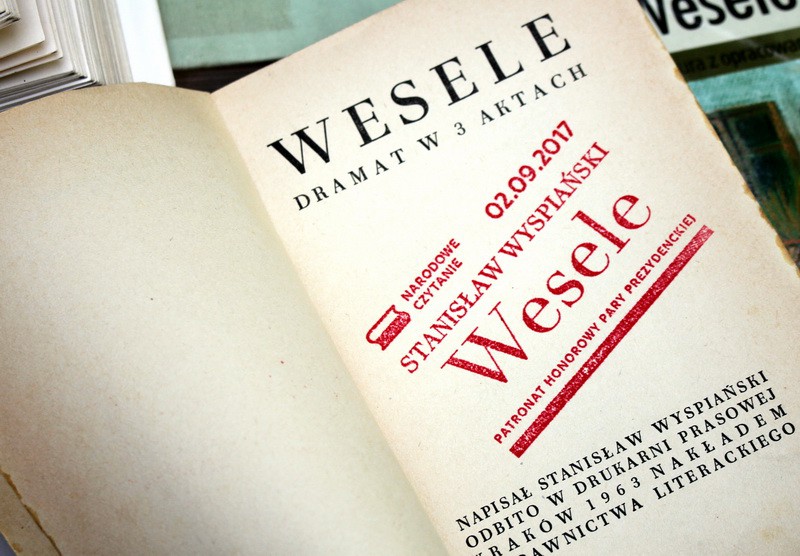 WESELE
DRAMAT W 3 AKTACH
02.09.2017
NARODOWE
CZYTANIE
STANISŁAW WYSPIAŃSKI
Wesele
PATRONAT HONOROWY PARY PREZYDENCKIEJ
NAPISAŁ STANISŁAW WYSPIAŃSKI
ODBITO W DRUKARNI PRASOWEJ
KRAKÓW 1963 NAKŁADEM
LITERACKIEGO
Wesele